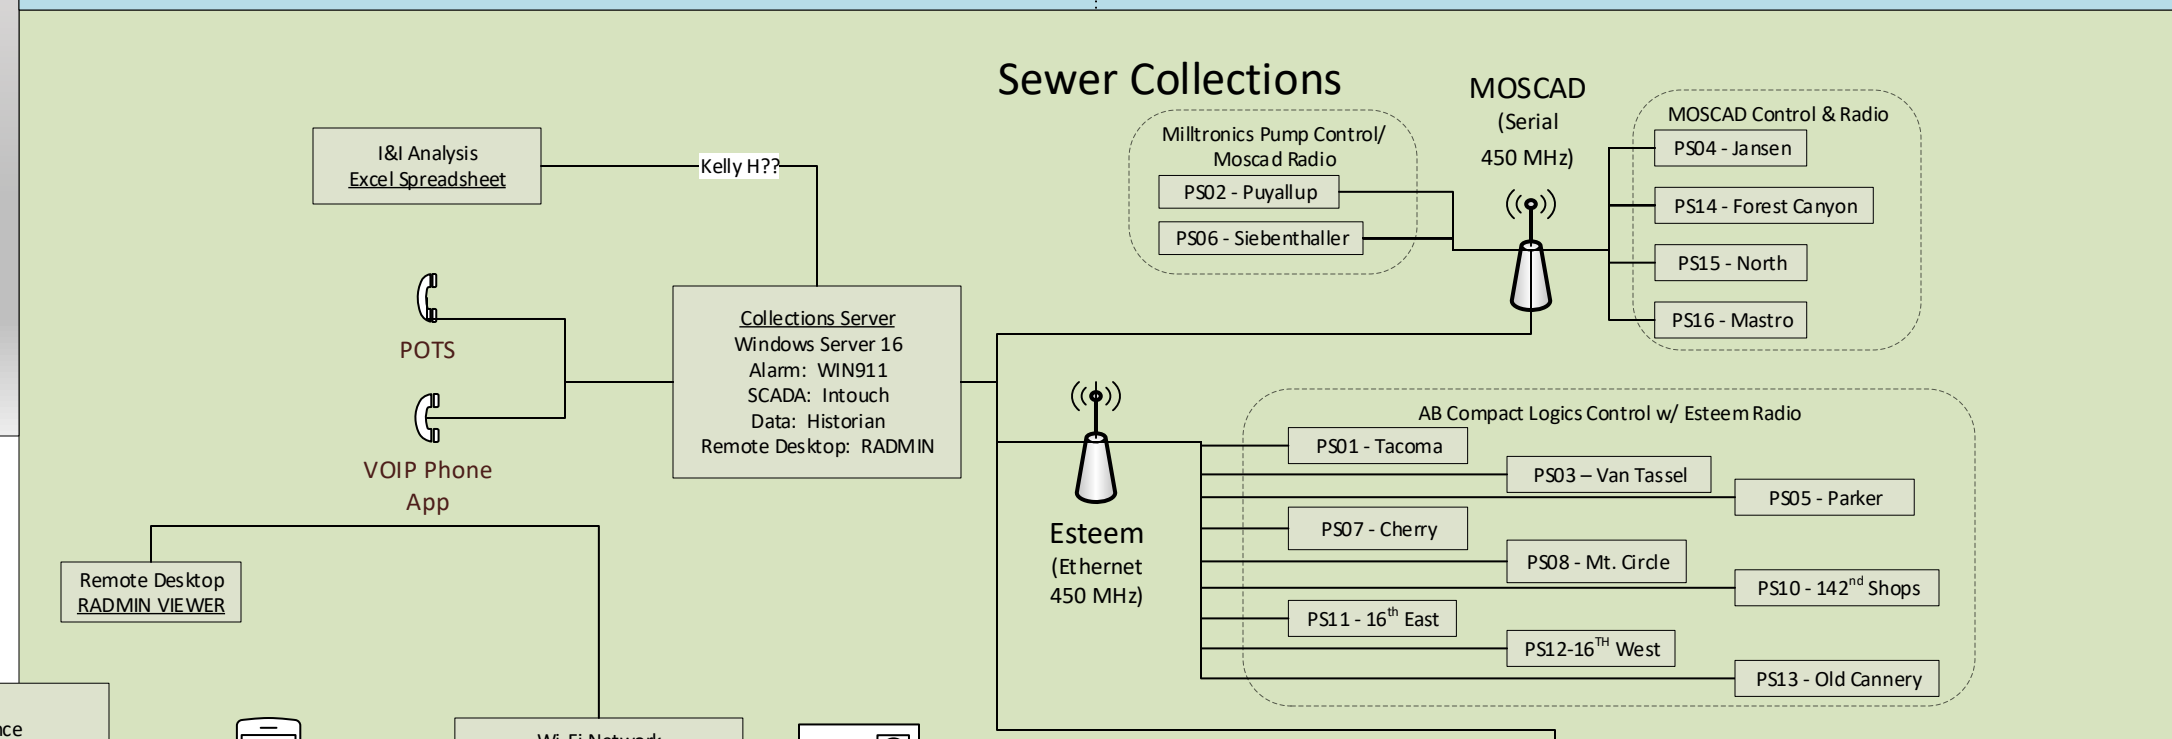 Sewer Collections
MOSCAD
(Serial
450 MHz)
Milltronics Pump Control/
Moscad Radio
PS02 - Puyallup
PS06 - Siebenthaller
MOSCAD Control & Radio
PS04 - Jansen
PS14 - Forest Canyon
PS15 - North
PS16 - Mastro
I&I Analysis
Excel Spreadsheet
Kelly H??
POTS
VOIP Phone
App
Collections Server
Windows Server 16
Alarm: WIN911
SCADA: Intouch
Data: Historian
Remote Desktop: RADMIN
Esteem
(Ethernet
450 MHz)
AB Compact Logics Control w/ Esteem Radio
PS01 - Tacoma
PS03 – Van Tassel
PS05 - Parker
PS07 - Cherry
PS08 - Mt. Circle
PS10 - 142nd Shops
PS11 - 16th East
PS12-16TH West
PS13 - Old Cannery
Remote Desktop
RADMIN VIEWER
Wi-Fi Network